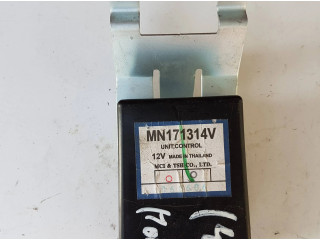 MN171314V
UNIT,CONTROL
12V MADE IN THAILAND
MCI & TSB CO., LTD.